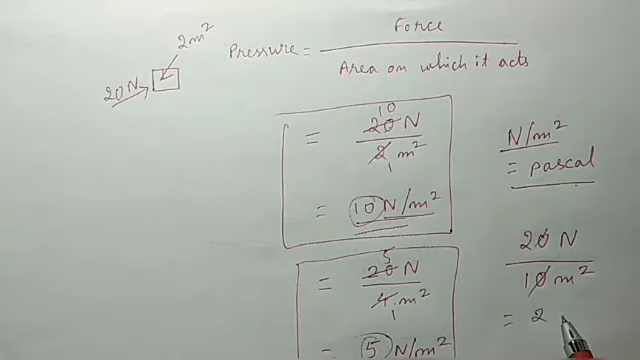 2m²
20N
Pressure = Force / Area on which it acts
10
= 20 N / 2 m²
1
= 10 N/m²
5
= 20 N / 4 m²
1
= 5 N/m²
N/m²
= pascal
20 N / 10 m²
= 2